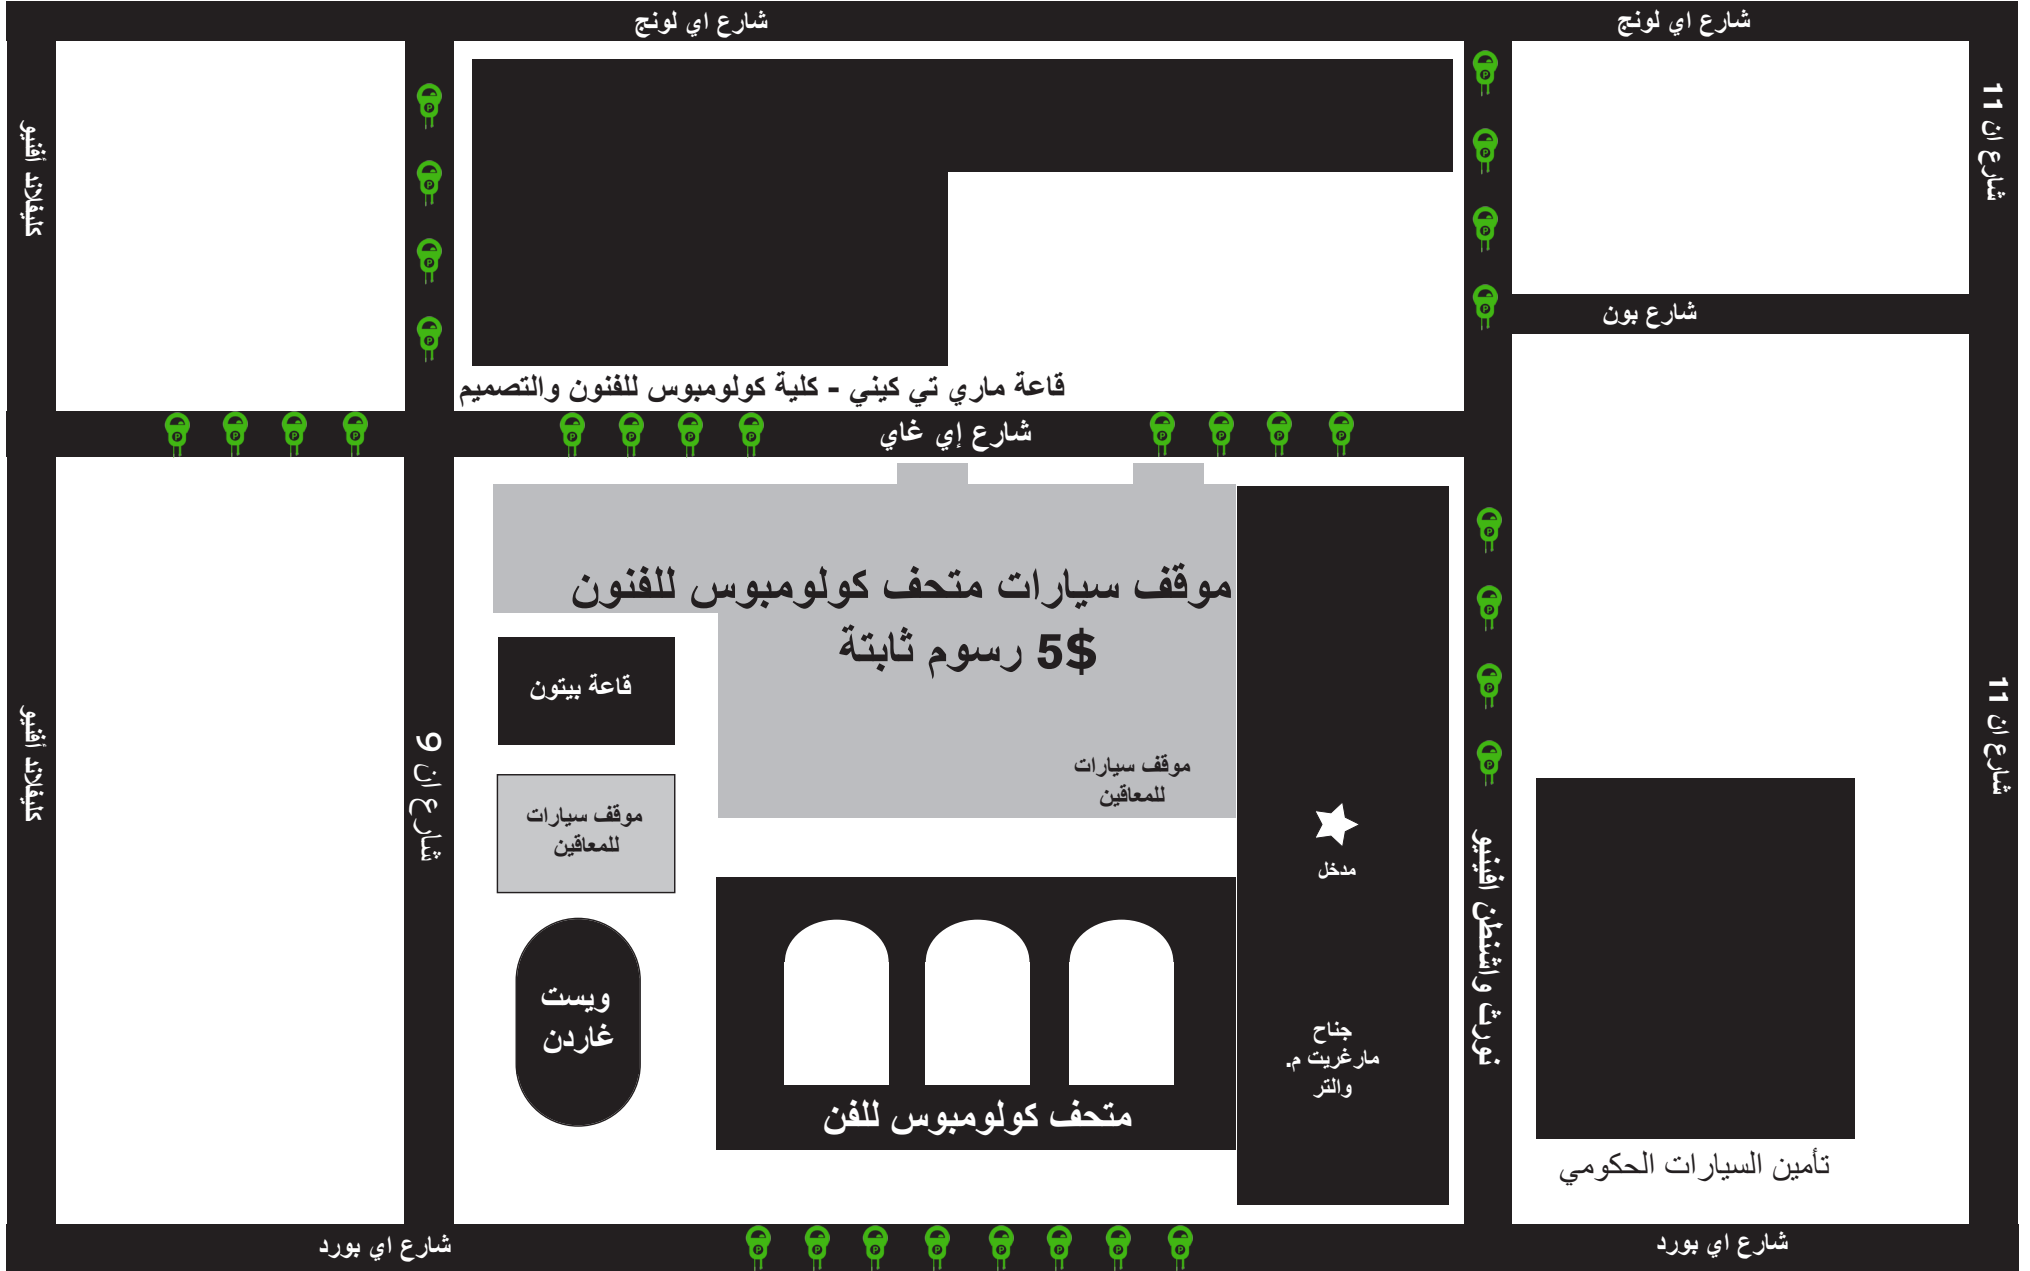 شارع اي لونج
شارع اي لونج
كليفلاند أفنيو
شارع ان 11
شارع بون
قاعة ماري تي كيني - كلية كولومبوس للفنون والتصميم
شارع إي غاي
موقف سيارات متحف كولومبوس للفنون
5$ رسوم ثابتة
قاعة بيتون
موقف سيارات
للمعاقين
موقف سيارات
للمعاقين
كليفلاند أفنيو
شارع ان 9
شارع ان 11
مدخل
نورث واشنطن افينيو
ويست
غاردن
جناح
مارغريت م.
والتر
متحف كولومبوس للفن
تأمين السيارات الحكومي
شارع اي بورد
شارع اي بورد